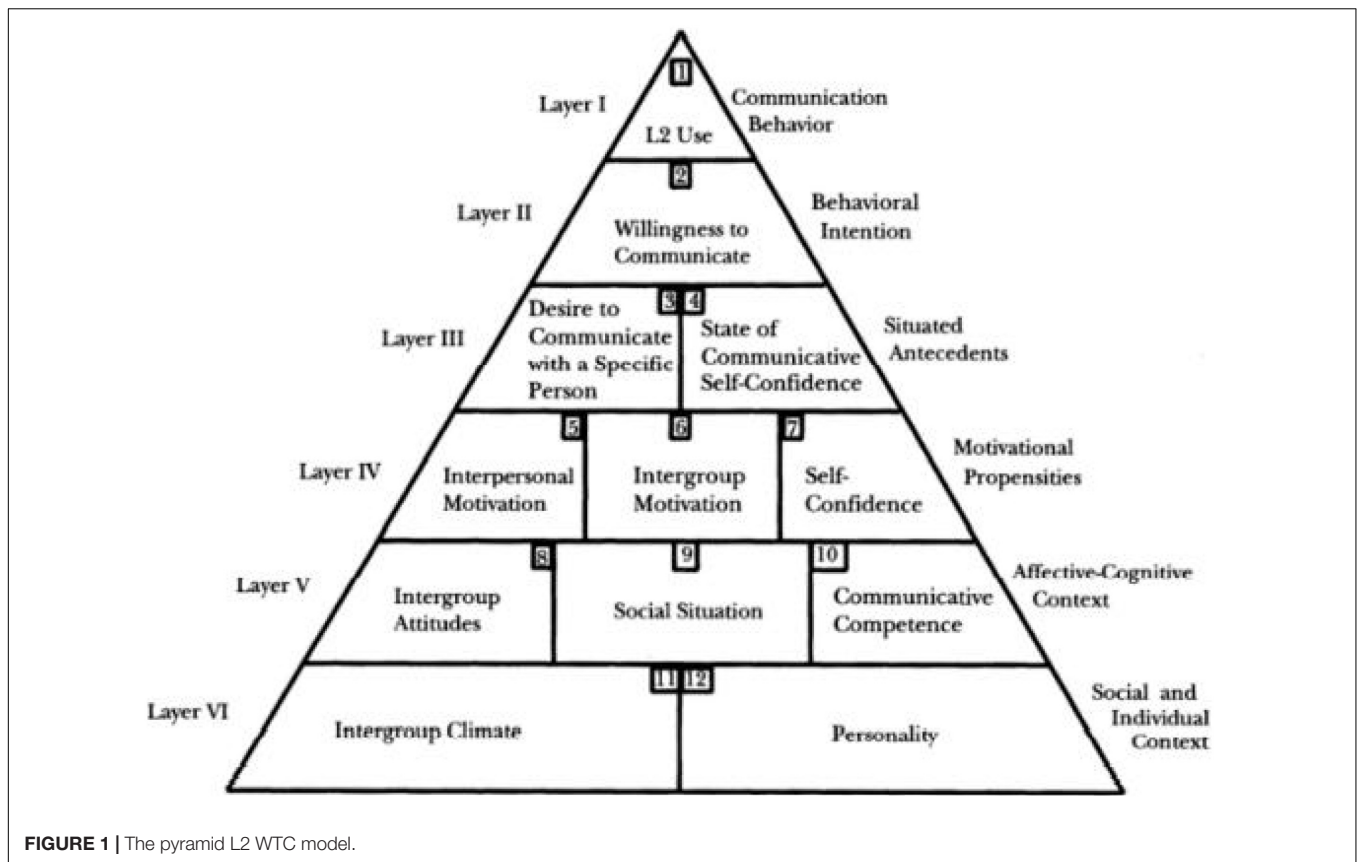 1
Layer I
Communication
Behavior
L2 Use
2
Layer II
Behavioral
Intention
Willingness to
Communicate
3 4
Layer III
Desire to
Communicate
with a Specific
Person
State of
Communicative
Self-Confidence
Situated
Antecedents
5 6 7
Layer IV
Interpersonal
Motivation
Intergroup
Motivation
Self-
Confidence
Motivational
Propensities
8 9 10
Layer V
Intergroup
Attitudes
Social Situation
Communicative
Competence
Affective-Cognitive
Context
11 12
Layer VI
Intergroup Climate
Personality
Social and
Individual
Context
FIGURE 1 | The pyramid L2 WTC model.